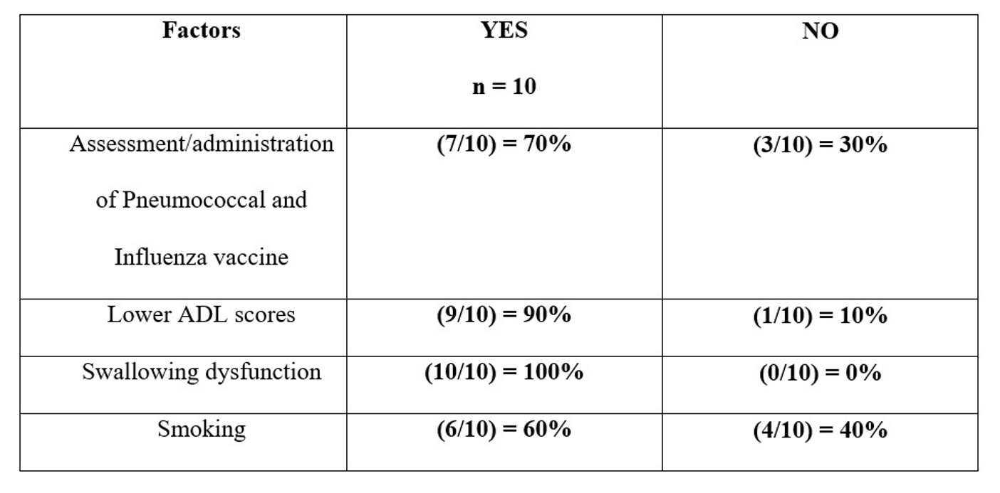 Factors
YES
n = 10
NO
Assessment/administration
of Pneumococcal and
Influenza vaccine
(7/10) = 70%
(3/10) = 30%
Lower ADL scores
(9/10) = 90%
(1/10) = 10%
Swallowing dysfunction
(10/10) = 100%
(0/10) = 0%
Smoking
(6/10) = 60%
(4/10) = 40%